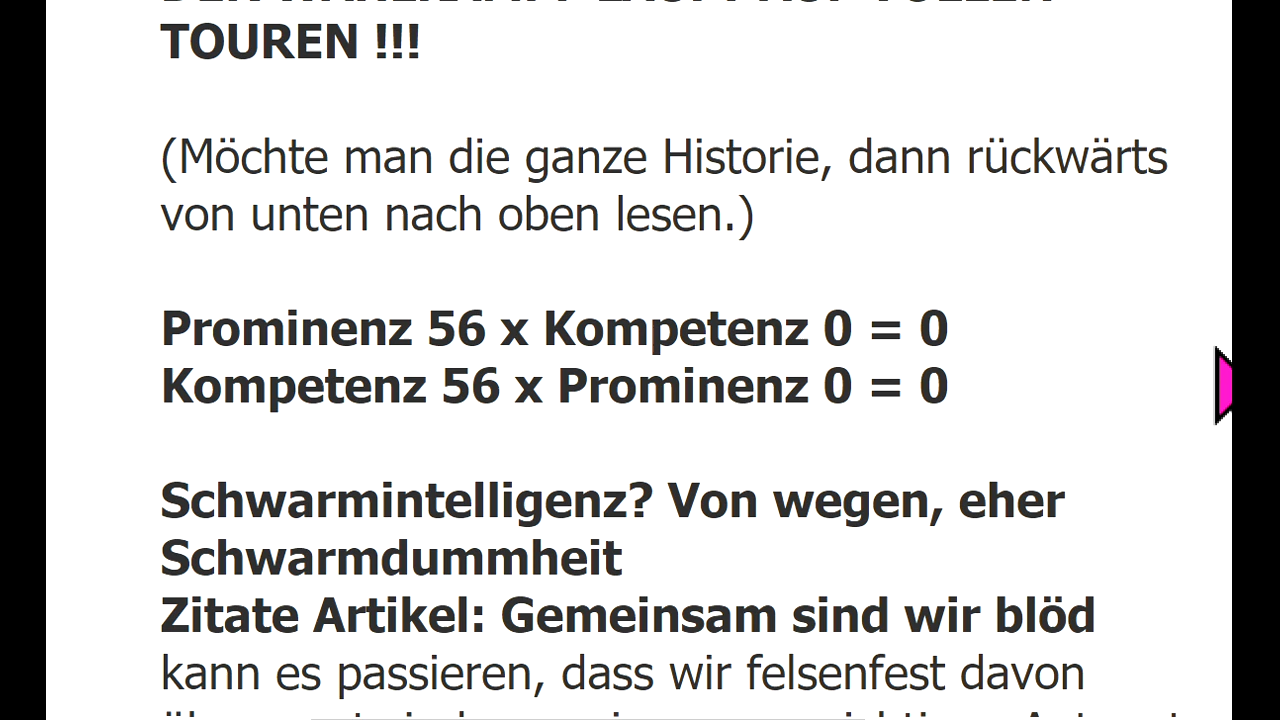 TOUREN !!!
(Möchte man die ganze Historie, dann rückwärts
von unten nach oben lesen.)
Prominenz 56 x Kompetenz 0 = 0
Kompetenz 56 x Prominenz 0 = 0
Schwarmintelligenz? Von wegen, eher
Schwarmdummheit
Zitate Artikel: Gemeinsam sind wir blöd
kann es passieren, dass wir felsenfest davon